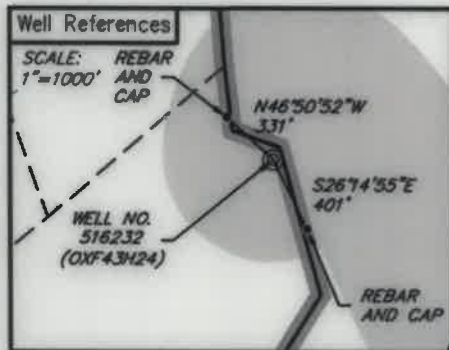 Well References
SCALE:
1"=1000'
REBAR
AND
CAP
N46°50'52"W
331'
S26°14'55"E
401'
WELL NO.
516232
(OXF43H24)
REBAR
AND CAP